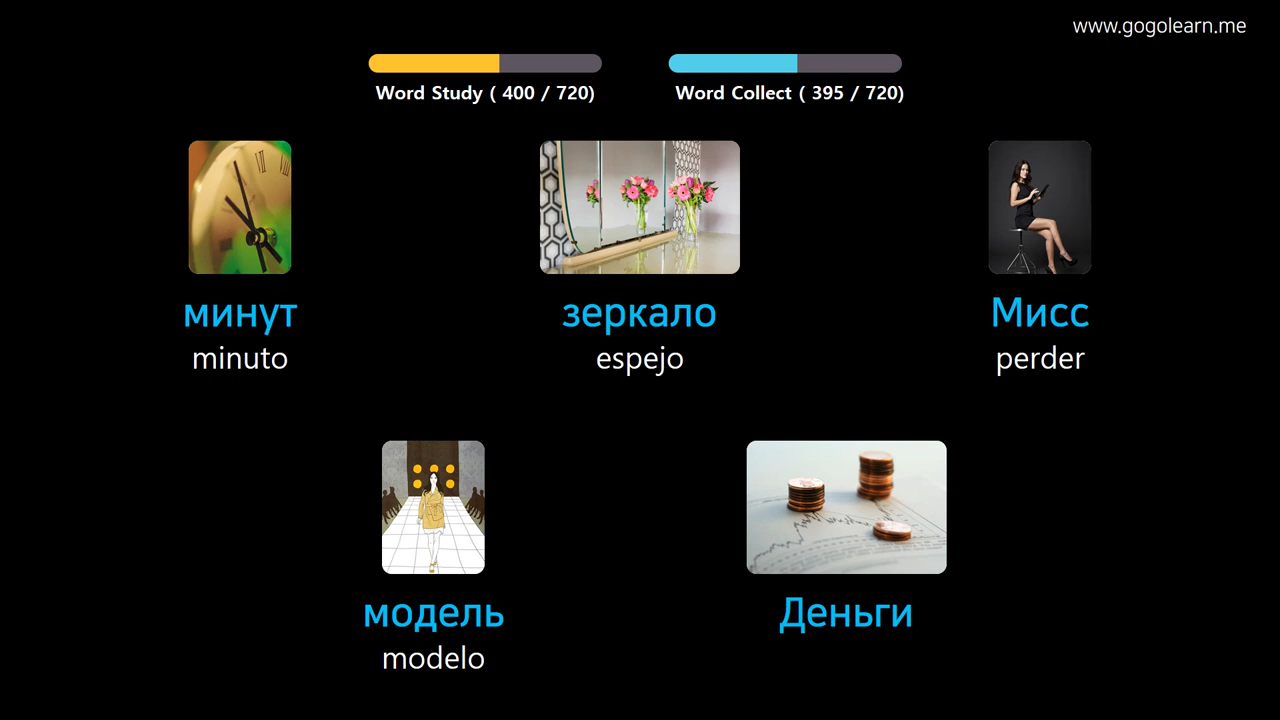 www.gogolearn.me
Word Study ( 400 / 720)
Word Collect ( 395 / 720)
минут
minuto
зеркало
espejo
Мисс
perder
модель
modelo
Деньги